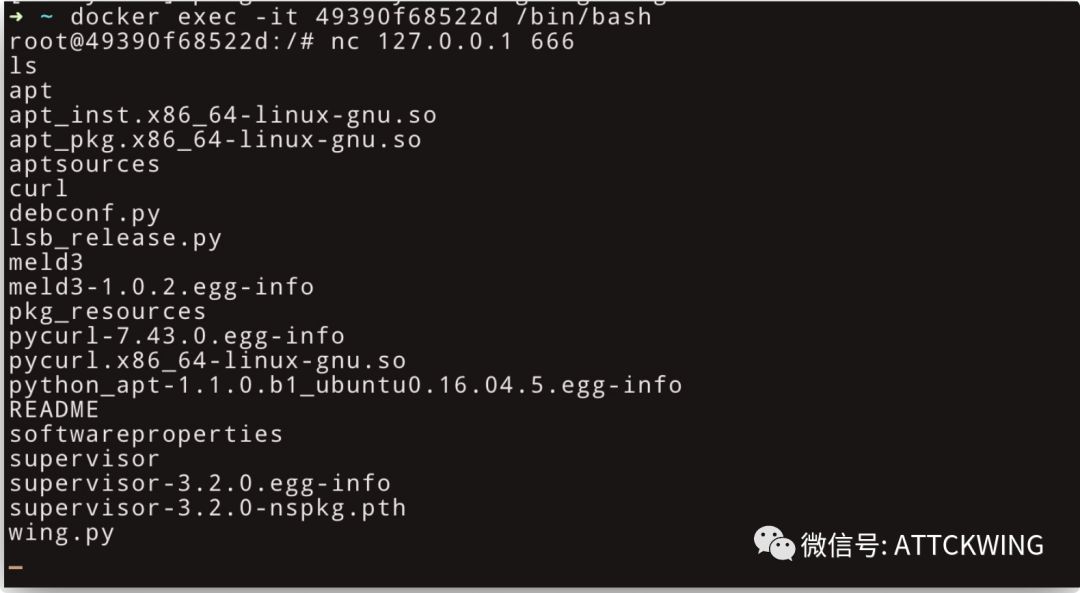 → ~ docker exec -it 49390f68522d /bin/bash
root@49390f68522d:/# nc 127.0.0.1 666
ls
apt
apt_inst.x86_64-linux-gnu.so
apt_pkg.x86_64-linux-gnu.so
aptsources
curl
debconf.py
lsb_release.py
meld3
meld3-1.0.2.egg-info
pkg_resources
pycurl-7.43.0.egg-info
pycurl.x86_64-linux-gnu.so
python_apt-1.1.0.b1_ubuntu0.16.04.5.egg-info
README
softwareproperties
supervisor
supervisor-3.2.0.egg-info
supervisor-3.2.0-nspkg.pth
wing.py
微信号: ATTCKWING